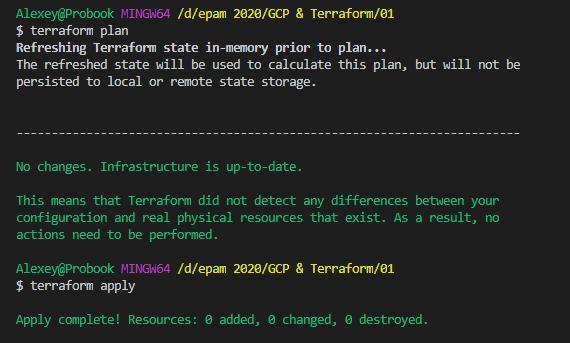 Alexey@Probook MINGW64 /d/epam 2020/GCP & Terraform/01
$ terraform plan
Refreshing Terraform state in-memory prior to plan...
The refreshed state will be used to calculate this plan, but will not be
persisted to local or remote state storage.
------------------------------------------------------------------------
No changes. Infrastructure is up-to-date.
This means that Terraform did not detect any differences between your
configuration and real physical resources that exist. As a result, no
actions need to be performed.
Alexey@Probook MINGW64 /d/epam 2020/GCP & Terraform/01
$ terraform apply
Apply complete! Resources: 0 added, 0 changed, 0 destroyed.